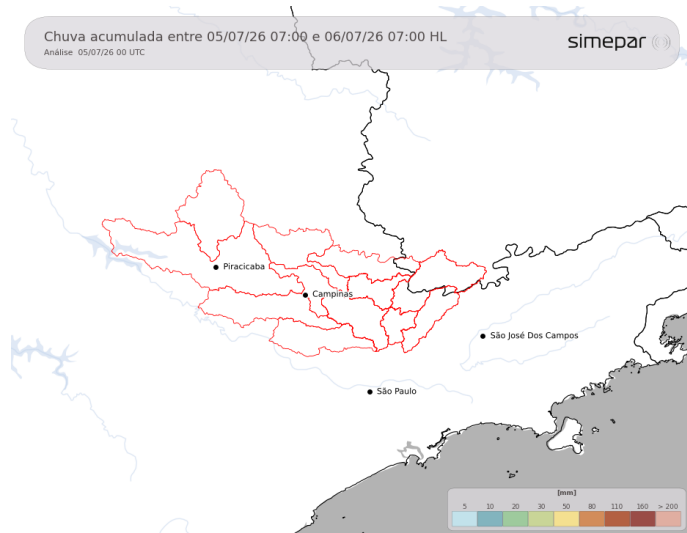 Chuva acumulada entre 05/07/26 07:00 e 06/07/26 07:00 HL
Análise 05/07/26 00 UTC
simepar
Piracicaba
Campinas
São José Dos Campos
São Paulo
[mm]
5 10 20 30 50 80 110 160 > 200